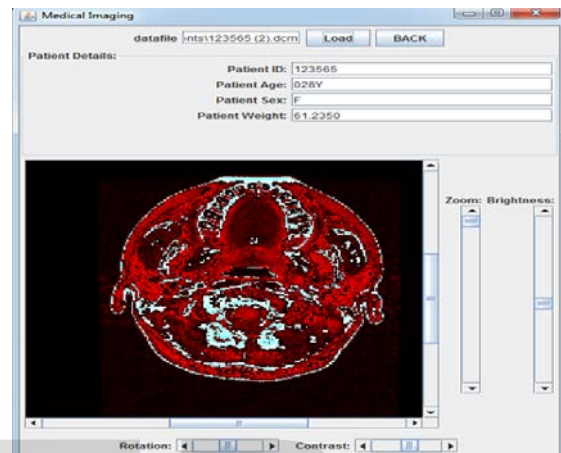 Medical Imaging
datafile nts\123565 (2).dcm Load BACK
Patient Details:
Patient ID: 123565
Patient Age: 028Y
Patient Sex: F
Patient Weight: 61.2350
Zoom: Brightness:
Rotation: Contrast: